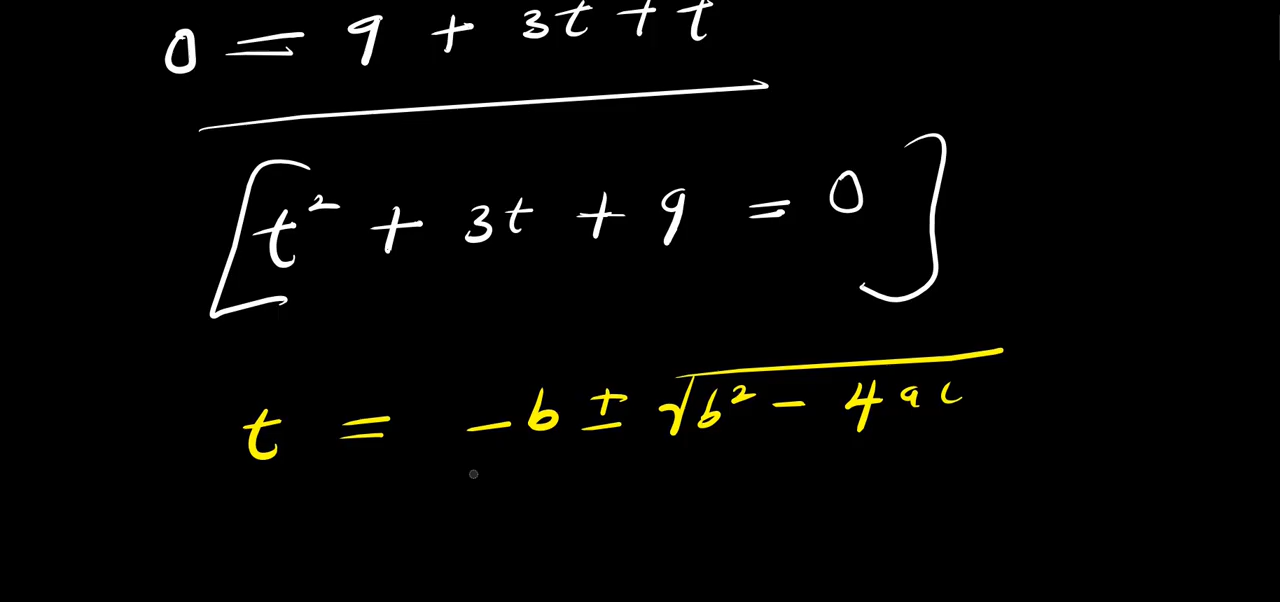 0 = 9 + 3t + t
[t² + 3t + 9 = 0]
t = -b ± √b² - 4ac